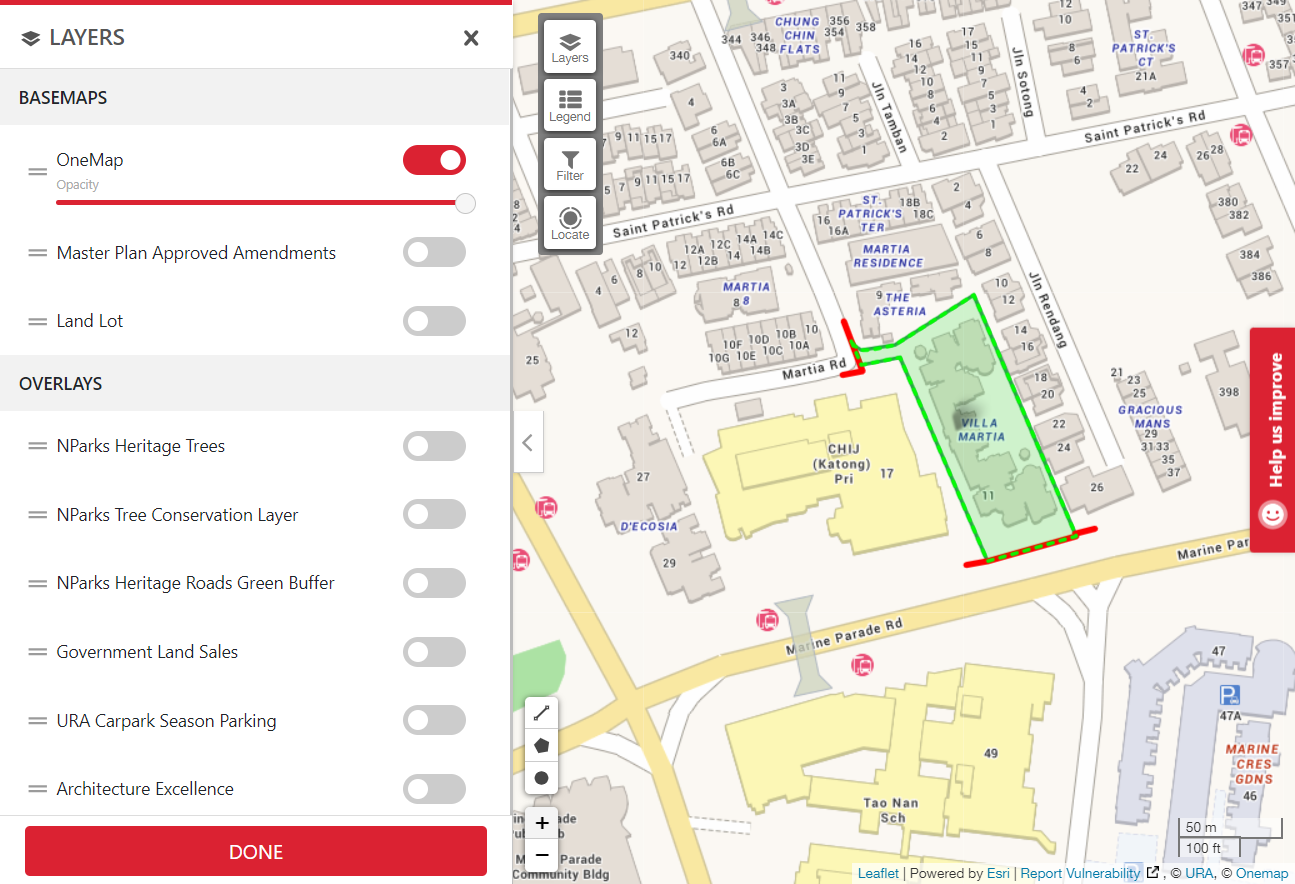 LAYERS
BASEMAPS
OneMap
Opacity
Master Plan Approved Amendments
Land Lot
OVERLAYS
NParks Heritage Trees
NParks Tree Conservation Layer
NParks Heritage Roads Green Buffer
Government Land Sales
URA Carpark Season Parking
Architecture Excellence
DONE
Layers
Legend
Filter
Locate
340
344
346
348
CHUNG
CHIN
FLATS
356
354
358
12
10
8
6
ST.
PATRICK'S
CT
21A
4
2
347
351
357
Jln Sotong
Jln Tamban
17
15
11
9
7
5
3
1
16
14
12
10
8
6
4
2
11
9
7
5
3
1
3
3A
3B
3C
3D
3E
4
6
6A
6B
6C
7 9 11 15 17
5 7 9 11 15 17
8
2
4
Saint Patrick's Rd
Saint Patrick's Rd
22
24
26
28
380
382
384
386
ST.
PATRICK'S
TER
16
16A
18B
18C
2
4
6
8
MARTIA
RESIDENCE
12A 12C 14A 14C
12 12B 14 14B
4
6
8
10
MARTIA
8 8
9
THE
ASTERIA
10
12
Jln Rendang
14
16
18
20
22
24
26
12
25
10F 10D 10B 10
10G 10E 10C 10A
Martia Rd
21
23
25
GRACIOUS
MANS
29
31 33
35
37
398
VILLA
MARTIA
11
CHIJ
(Katong)
Pri
17
27
D'ECOSIA
29
Marine Par
Marine Parade Rd
Help us improve
47
47A
MARINE
CRES
GDNS
46
49
Tao Nan
Sch
Parade
Community Bldg
+
−
50 m
100 ft
Leaflet | Powered by Esri | Report Vulnerability , © URA, © Onemap